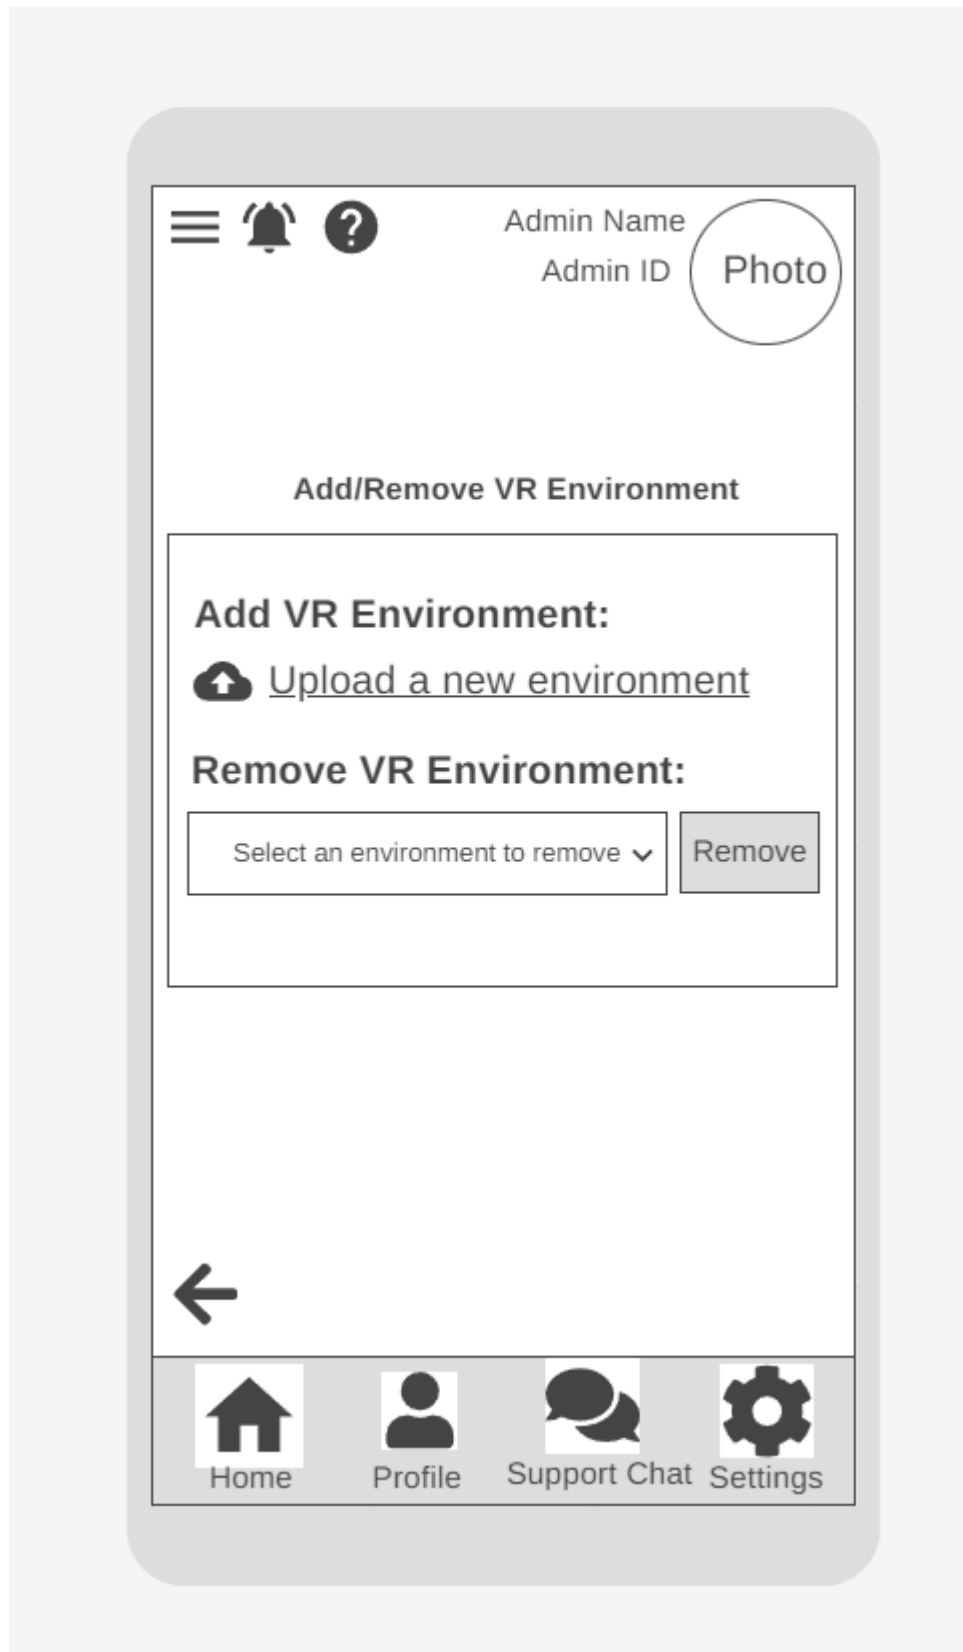 Admin Name
Admin ID
Photo
Add/Remove VR Environment
Add VR Environment:
Upload a new environment
Remove VR Environment:
Select an environment to remove
Remove
Home
Profile
Support Chat
Settings